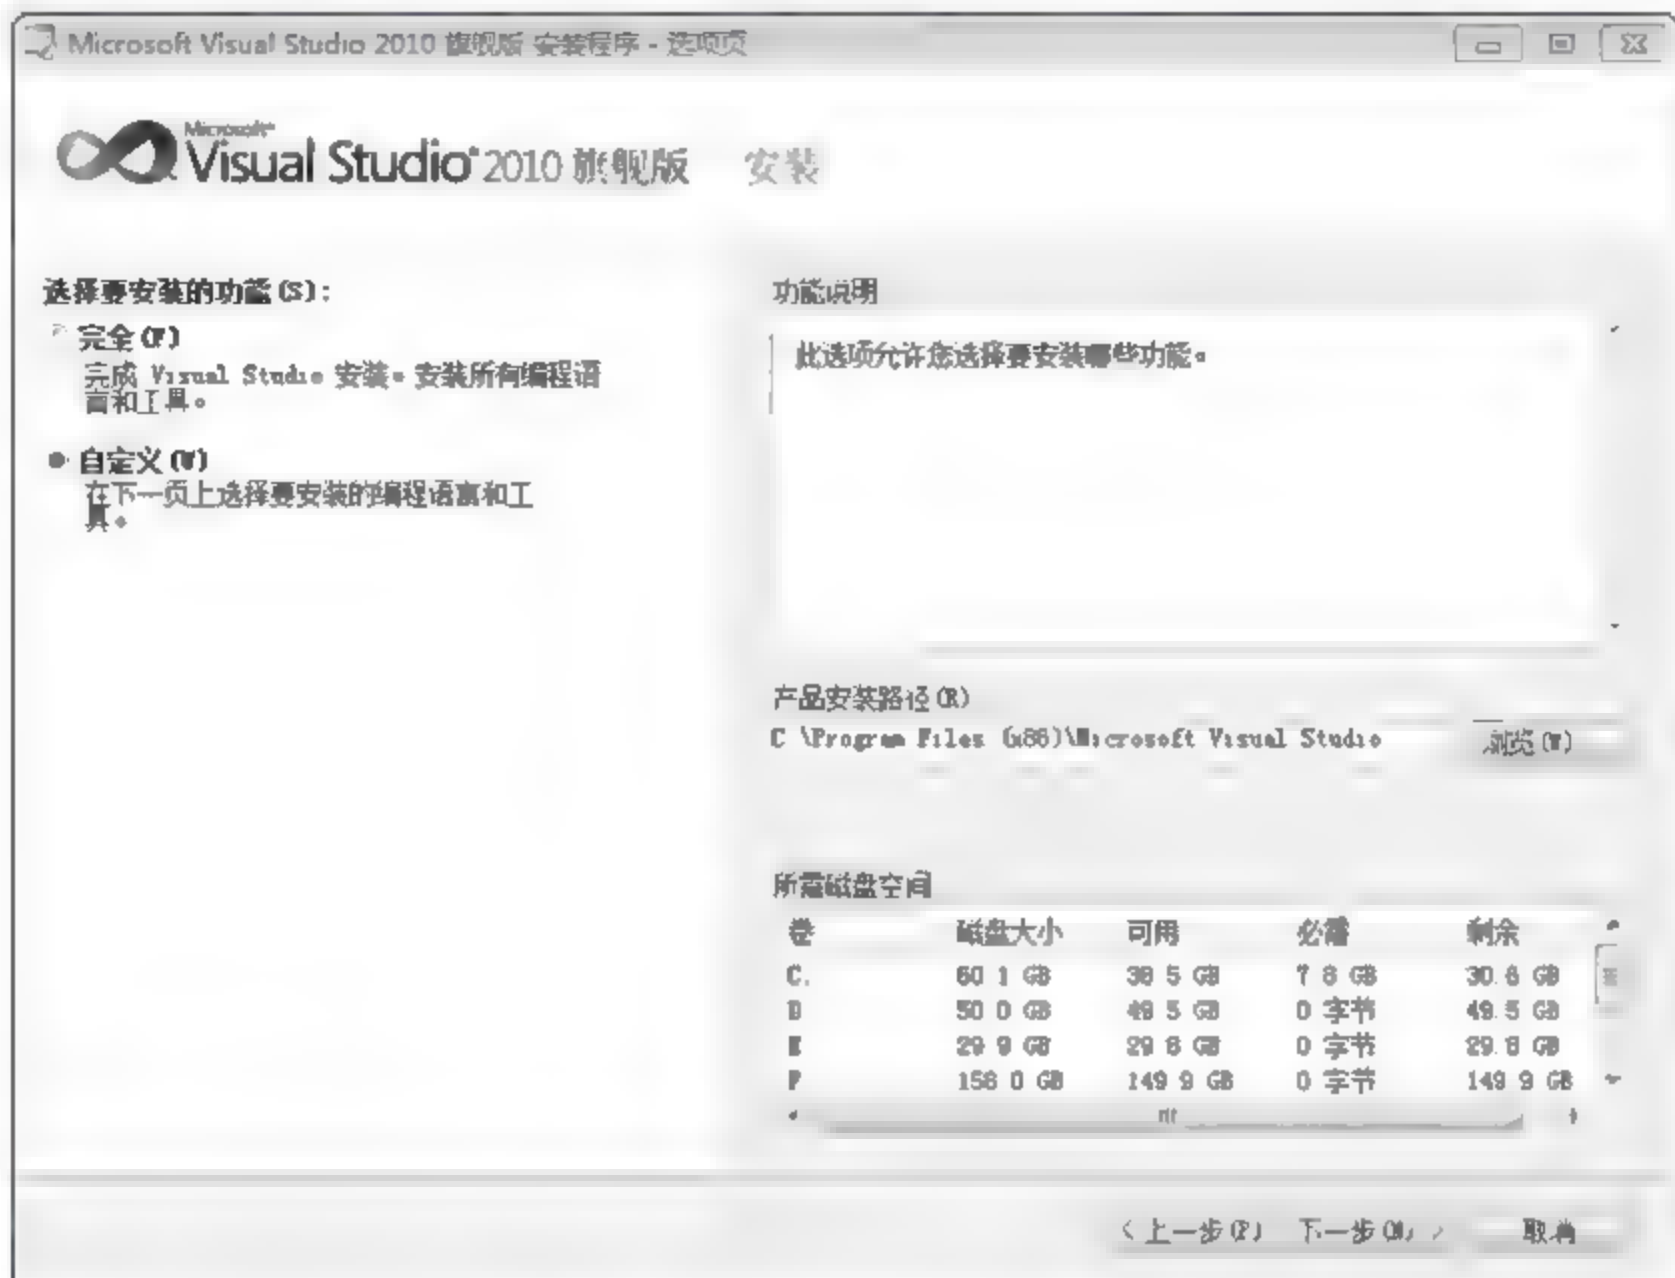 Microsoft Visual Studio 2010 旗舰版 安装程序 - 选项页
Microsoft
Visual Studio 2010 旗舰版 安装
选择要安装的功能(S):
完全(F)
完成 Visual Studio 安装。安装所有编程语
言和工具。
自定义(U)
在下一页上选择要安装的编程语言和工
具。
功能说明
此选项允许您选择要安装哪些功能。
产品安装路径(R)
C \Program Files (x86)\Microsoft Visual Studio
浏览(W)
所需磁盘空间
卷 磁盘大小 可用 必需 剩余
C. 60 1 GB 38 5 GB 7 8 GB 30.6 GB
D 50 0 GB 49 5 GB 0 字节 49.5 GB
E 29 9 GB 29 8 GB 0 字节 29.8 GB
F 158 0 GB 149 9 GB 0 字节 149 9 GB
< 上一步(P) 下一步(N) > 取消